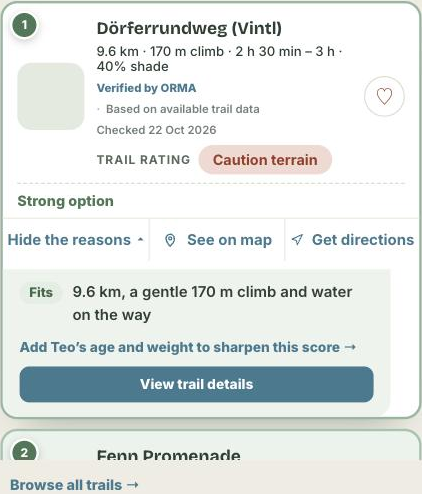 1
Dörferrundweg (Vintl)
9.6 km · 170 m climb · 2 h 30 min – 3 h ·
40% shade
Verified by ORMA
· Based on available trail data
Checked 22 Oct 2026
TRAIL RATING Caution terrain
Strong option
Hide the reasons
See on map
Get directions
Fits 9.6 km, a gentle 170 m climb and water
on the way
Add Teo’s age and weight to sharpen this score →
View trail details
2
Fenn Promenade
Browse all trails →